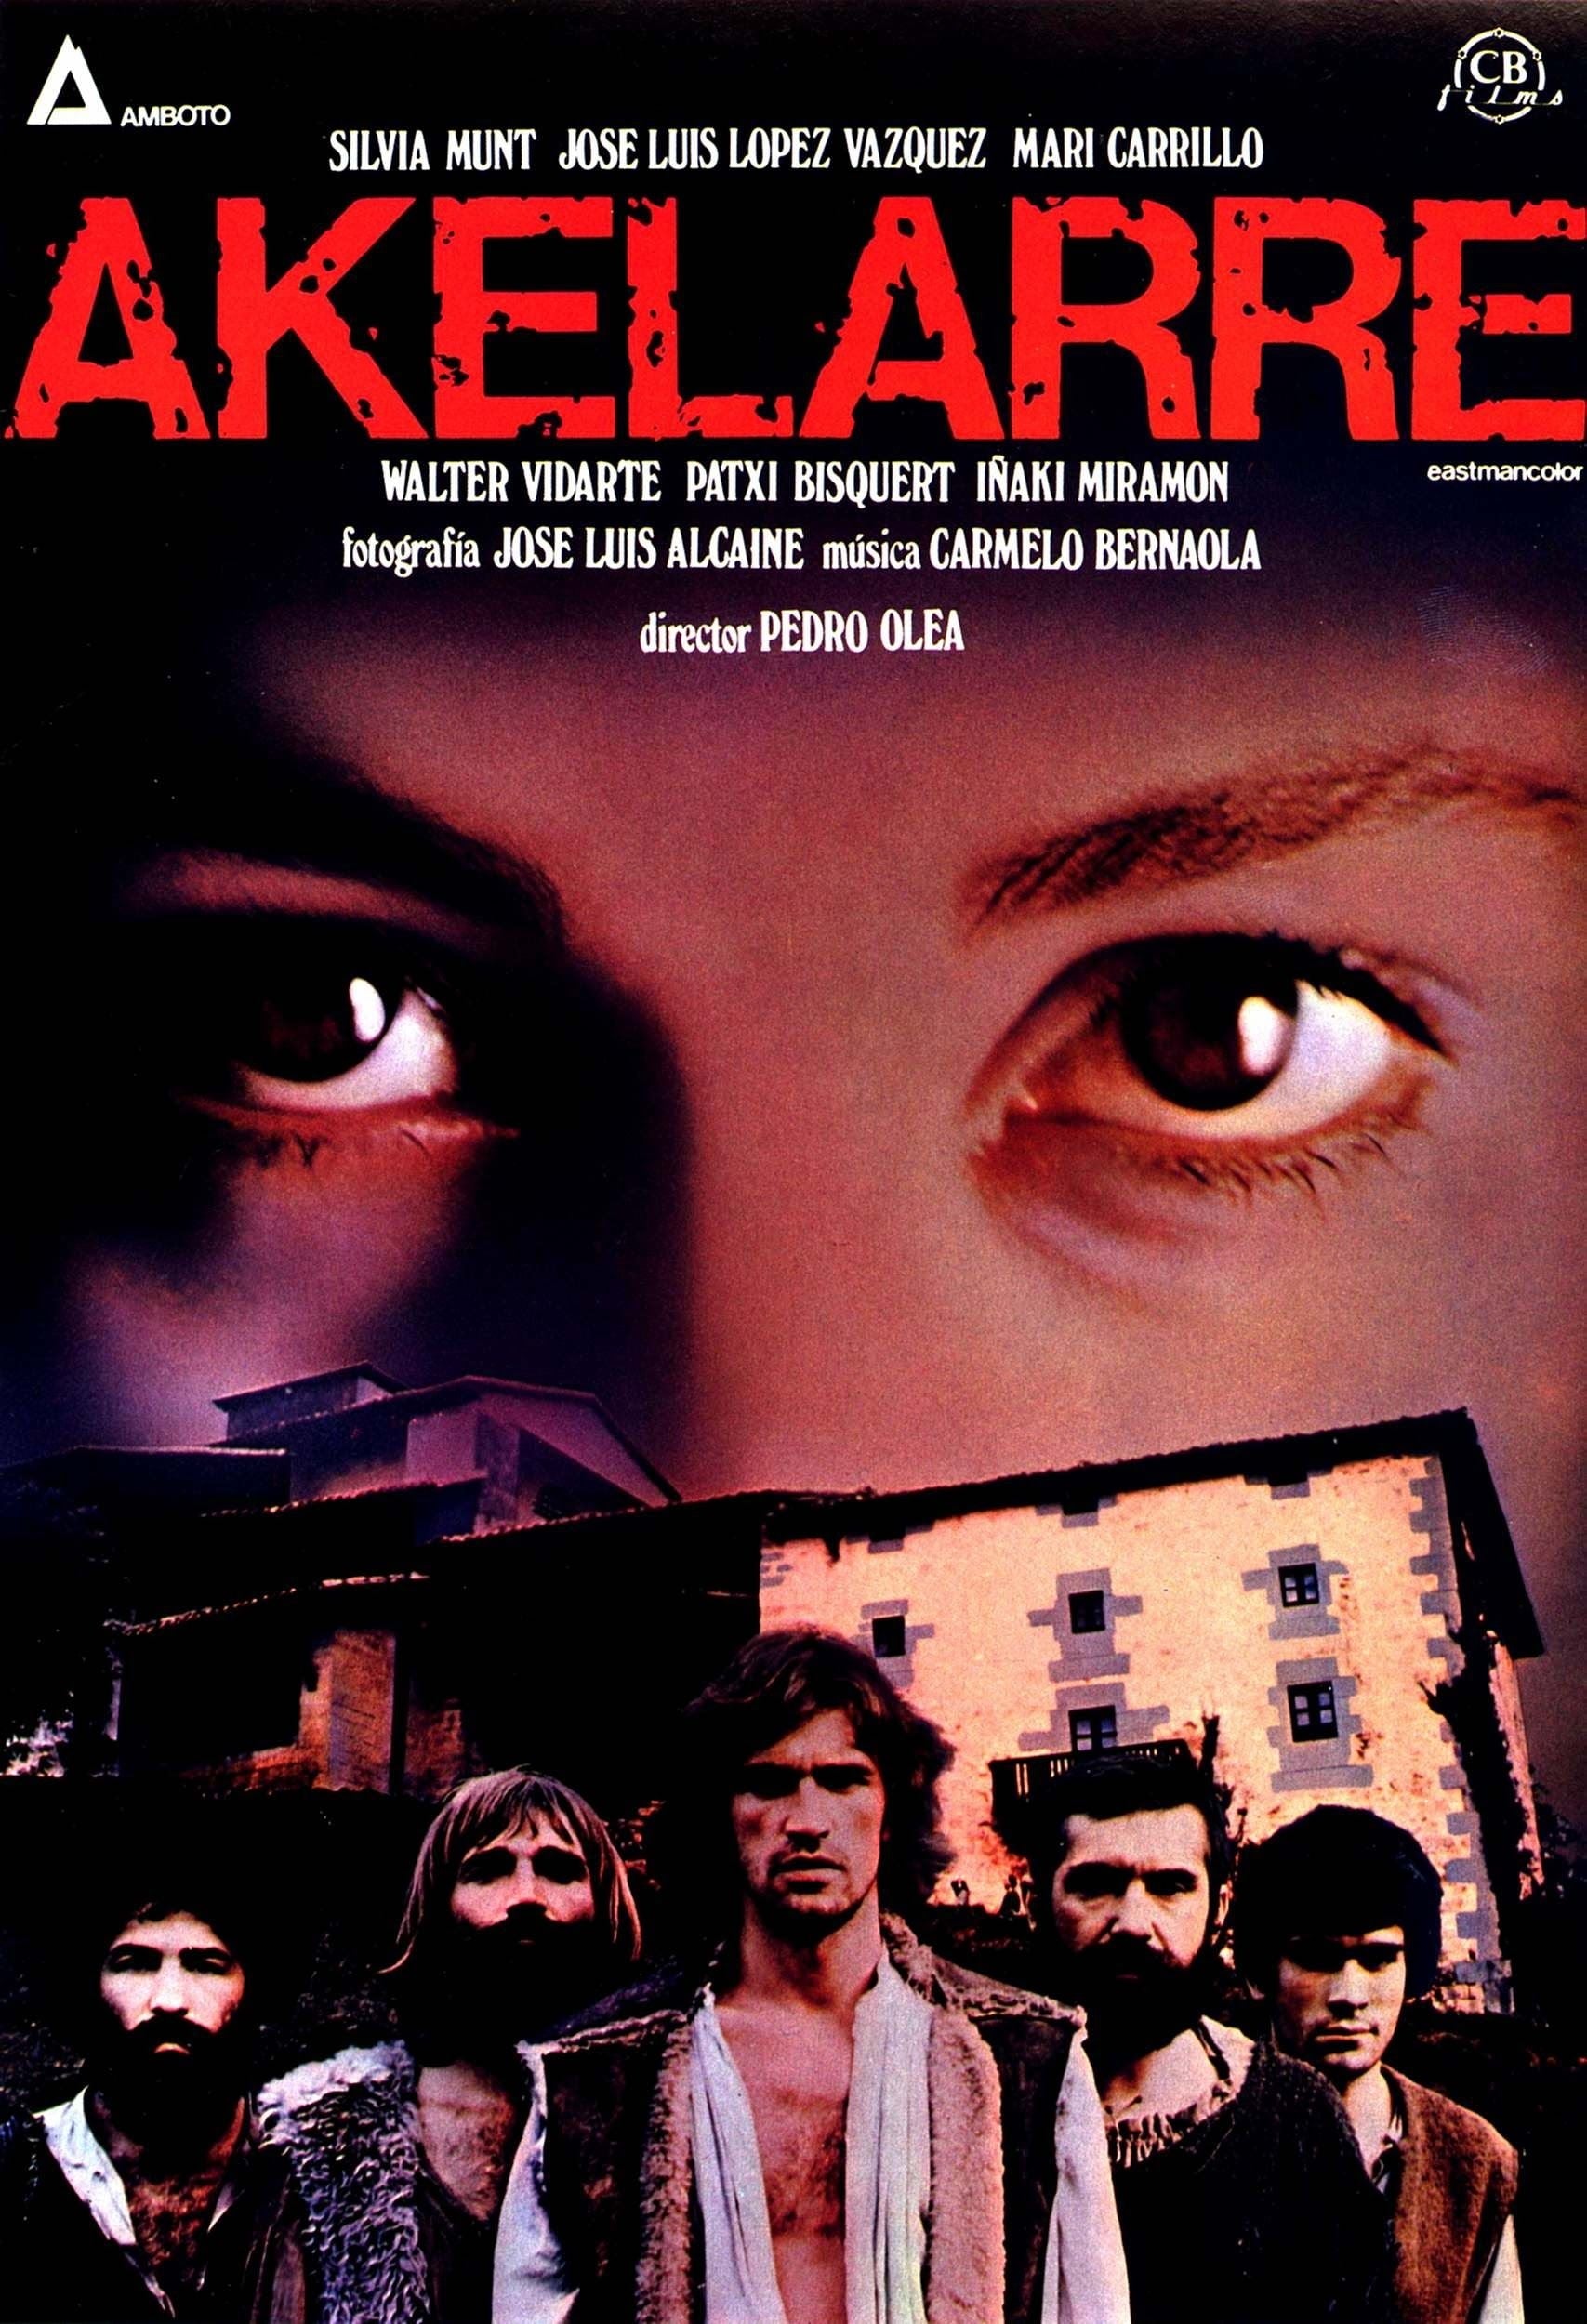 AMBOTO
CB
films
SILVIA MUNT JOSE LUIS LOPEZ VAZQUEZ MARI CARRILLO
AKELARRE
WALTER VIDARTE PATXI BISQUERT IÑAKI MIRAMON
eastmancolor
fotografía JOSE LUIS ALCAINE música CARMELO BERNAOLA
director PEDRO OLEA